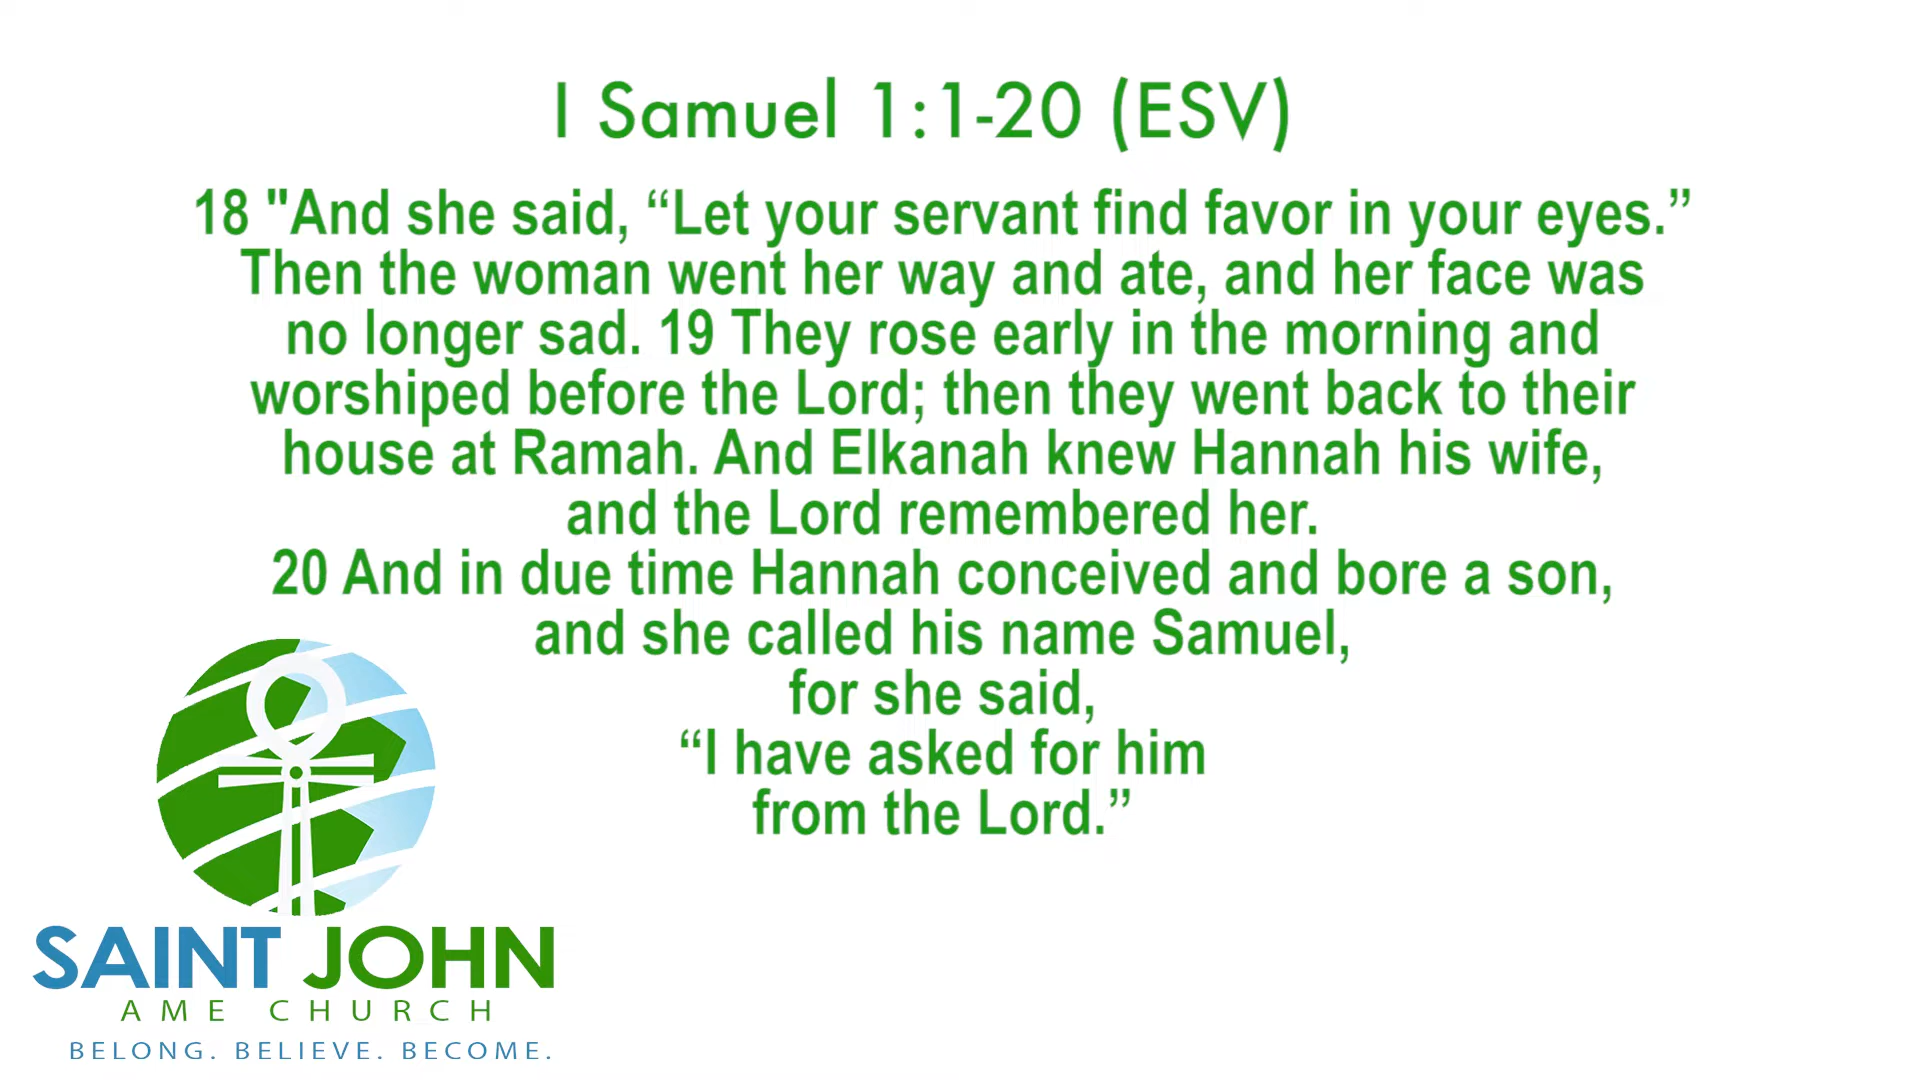 I Samuel 1:1-20 (ESV)
18 "And she said, “Let your servant find favor in your eyes.”
Then the woman went her way and ate, and her face was
no longer sad. 19 They rose early in the morning and
worshiped before the Lord; then they went back to their
house at Ramah. And Elkanah knew Hannah his wife,
and the Lord remembered her.
20 And in due time Hannah conceived and bore a son,
and she called his name Samuel,
for she said,
“I have asked for him
from the Lord.”
SAINT JOHN
AME CHURCH
BELONG. BELIEVE. BECOME.